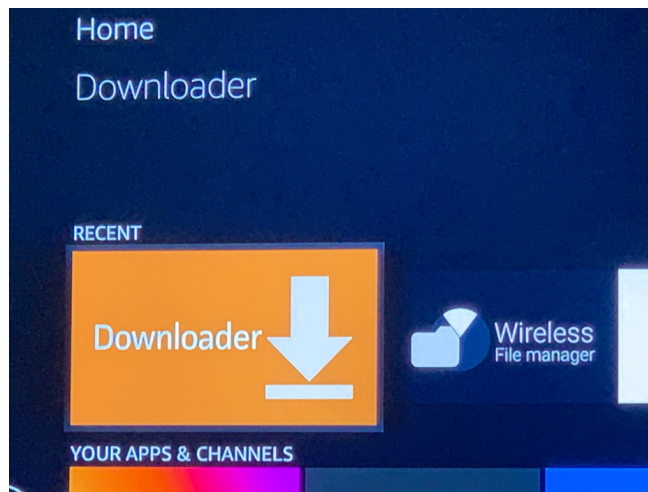 Home
Downloader
RECENT
Downloader
Wireless
File manager
YOUR APPS & CHANNELS